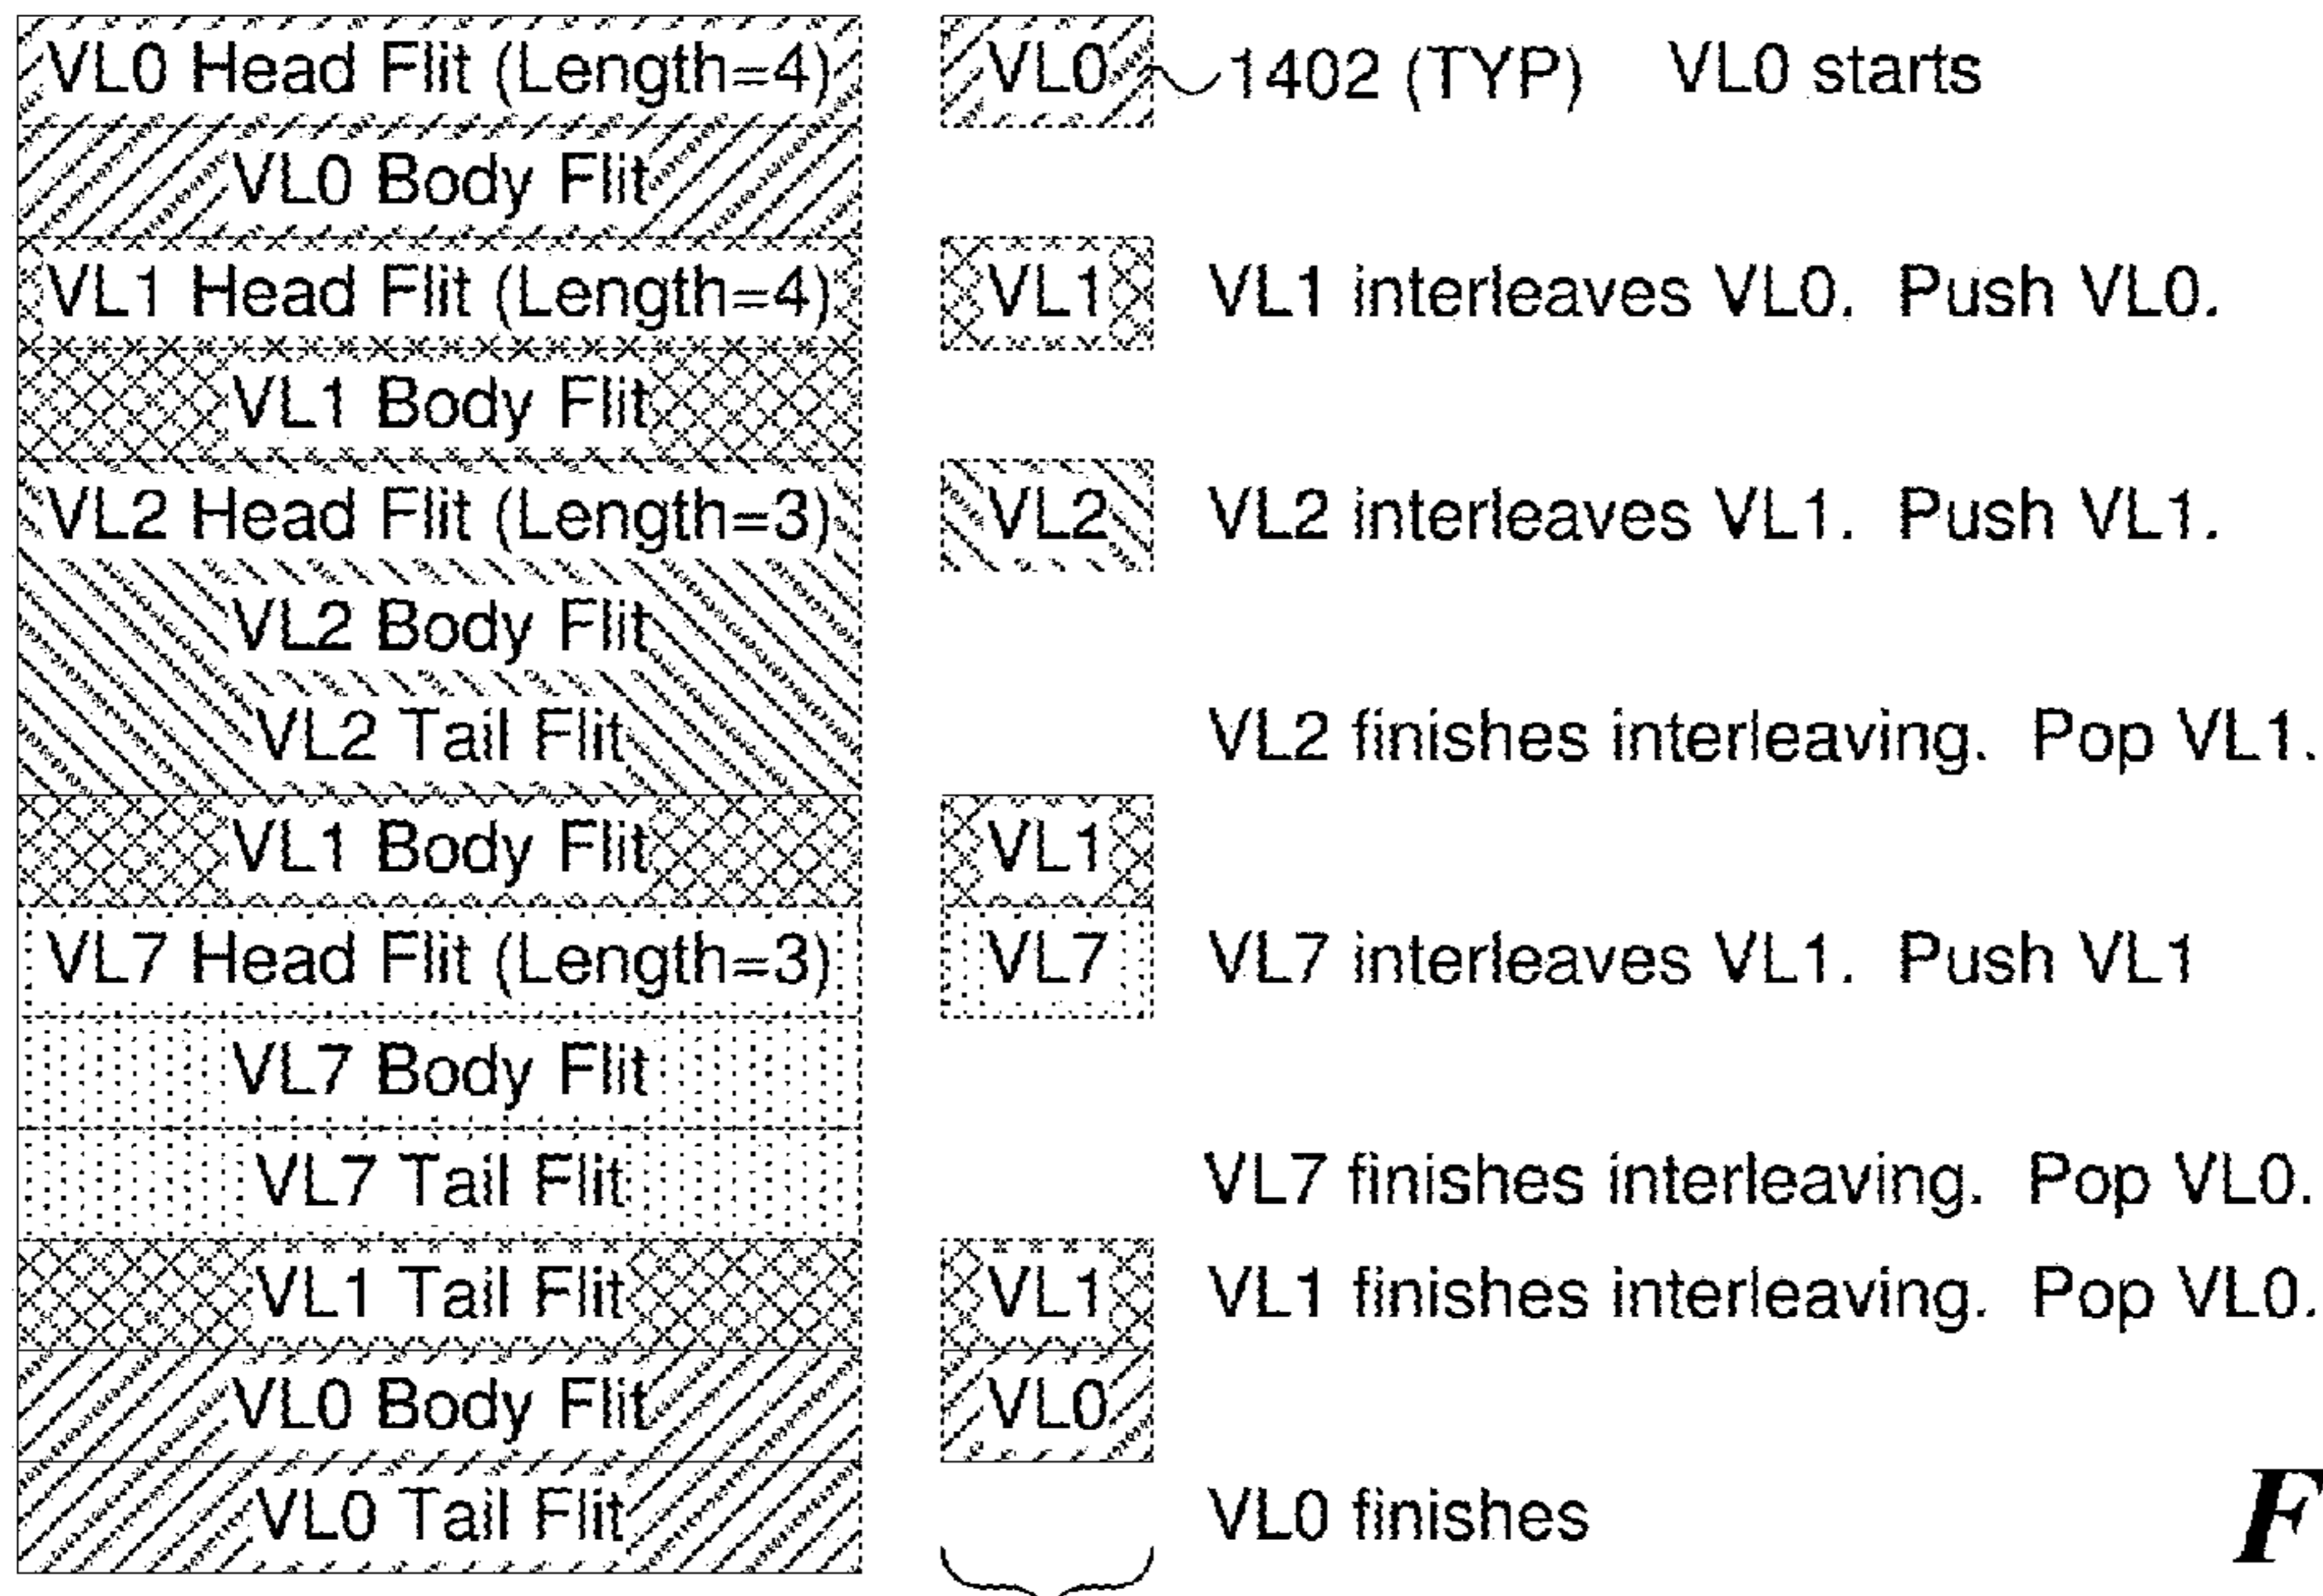 VL0 Head Flit (Length=4) VL0 1402 (TYP) VL0 starts
VL0 Body Flit
VL1 Head Flit (Length=4) VL1 VL1 interleaves VL0. Push VL0.
VL1 Body Flit
VL2 Head Flit (Length=3) VL2 VL2 interleaves VL1. Push VL1.
VL2 Body Flit
VL2 Tail Flit VL2 finishes interleaving. Pop VL1.
VL1 Body Flit VL1
VL7 Head Flit (Length=3) VL7 VL7 interleaves VL1. Push VL1
VL7 Body Flit
VL7 Tail Flit VL7 finishes interleaving. Pop VL0.
VL1 Tail Flit VL1 VL1 finishes interleaving. Pop VL0.
VL0 Body Flit VL0
VL0 Tail Flit VL0 finishes
F